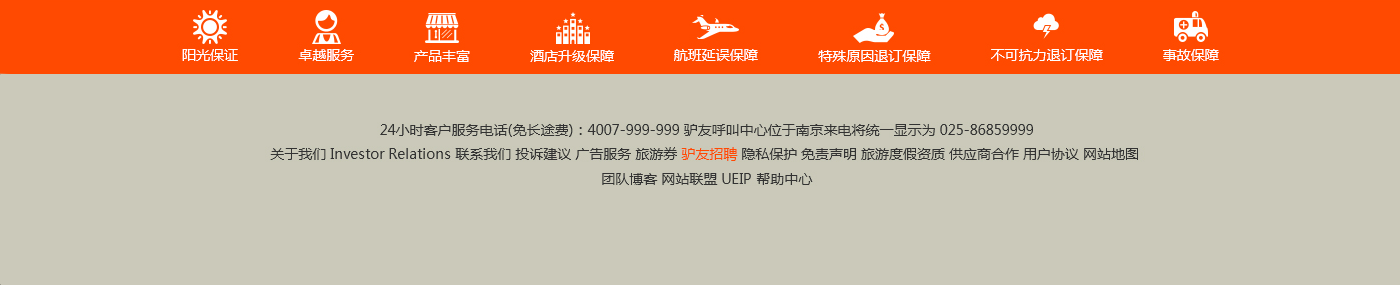 阳光保证 卓越服务 产品丰富 酒店升级保障 航班延误保障 特殊原因退订保障 不可抗力退订保障 事故保障
24小时客户服务电话(免长途费)：4007-999-999 驴友呼叫中心位于南京来电将统一显示为 025-86859999
关于我们 Investor Relations 联系我们 投诉建议 广告服务 旅游券 驴友招聘 隐私保护 免责声明 旅游度假资质 供应商合作 用户协议 网站地图
团队博客 网站联盟 UEIP 帮助中心